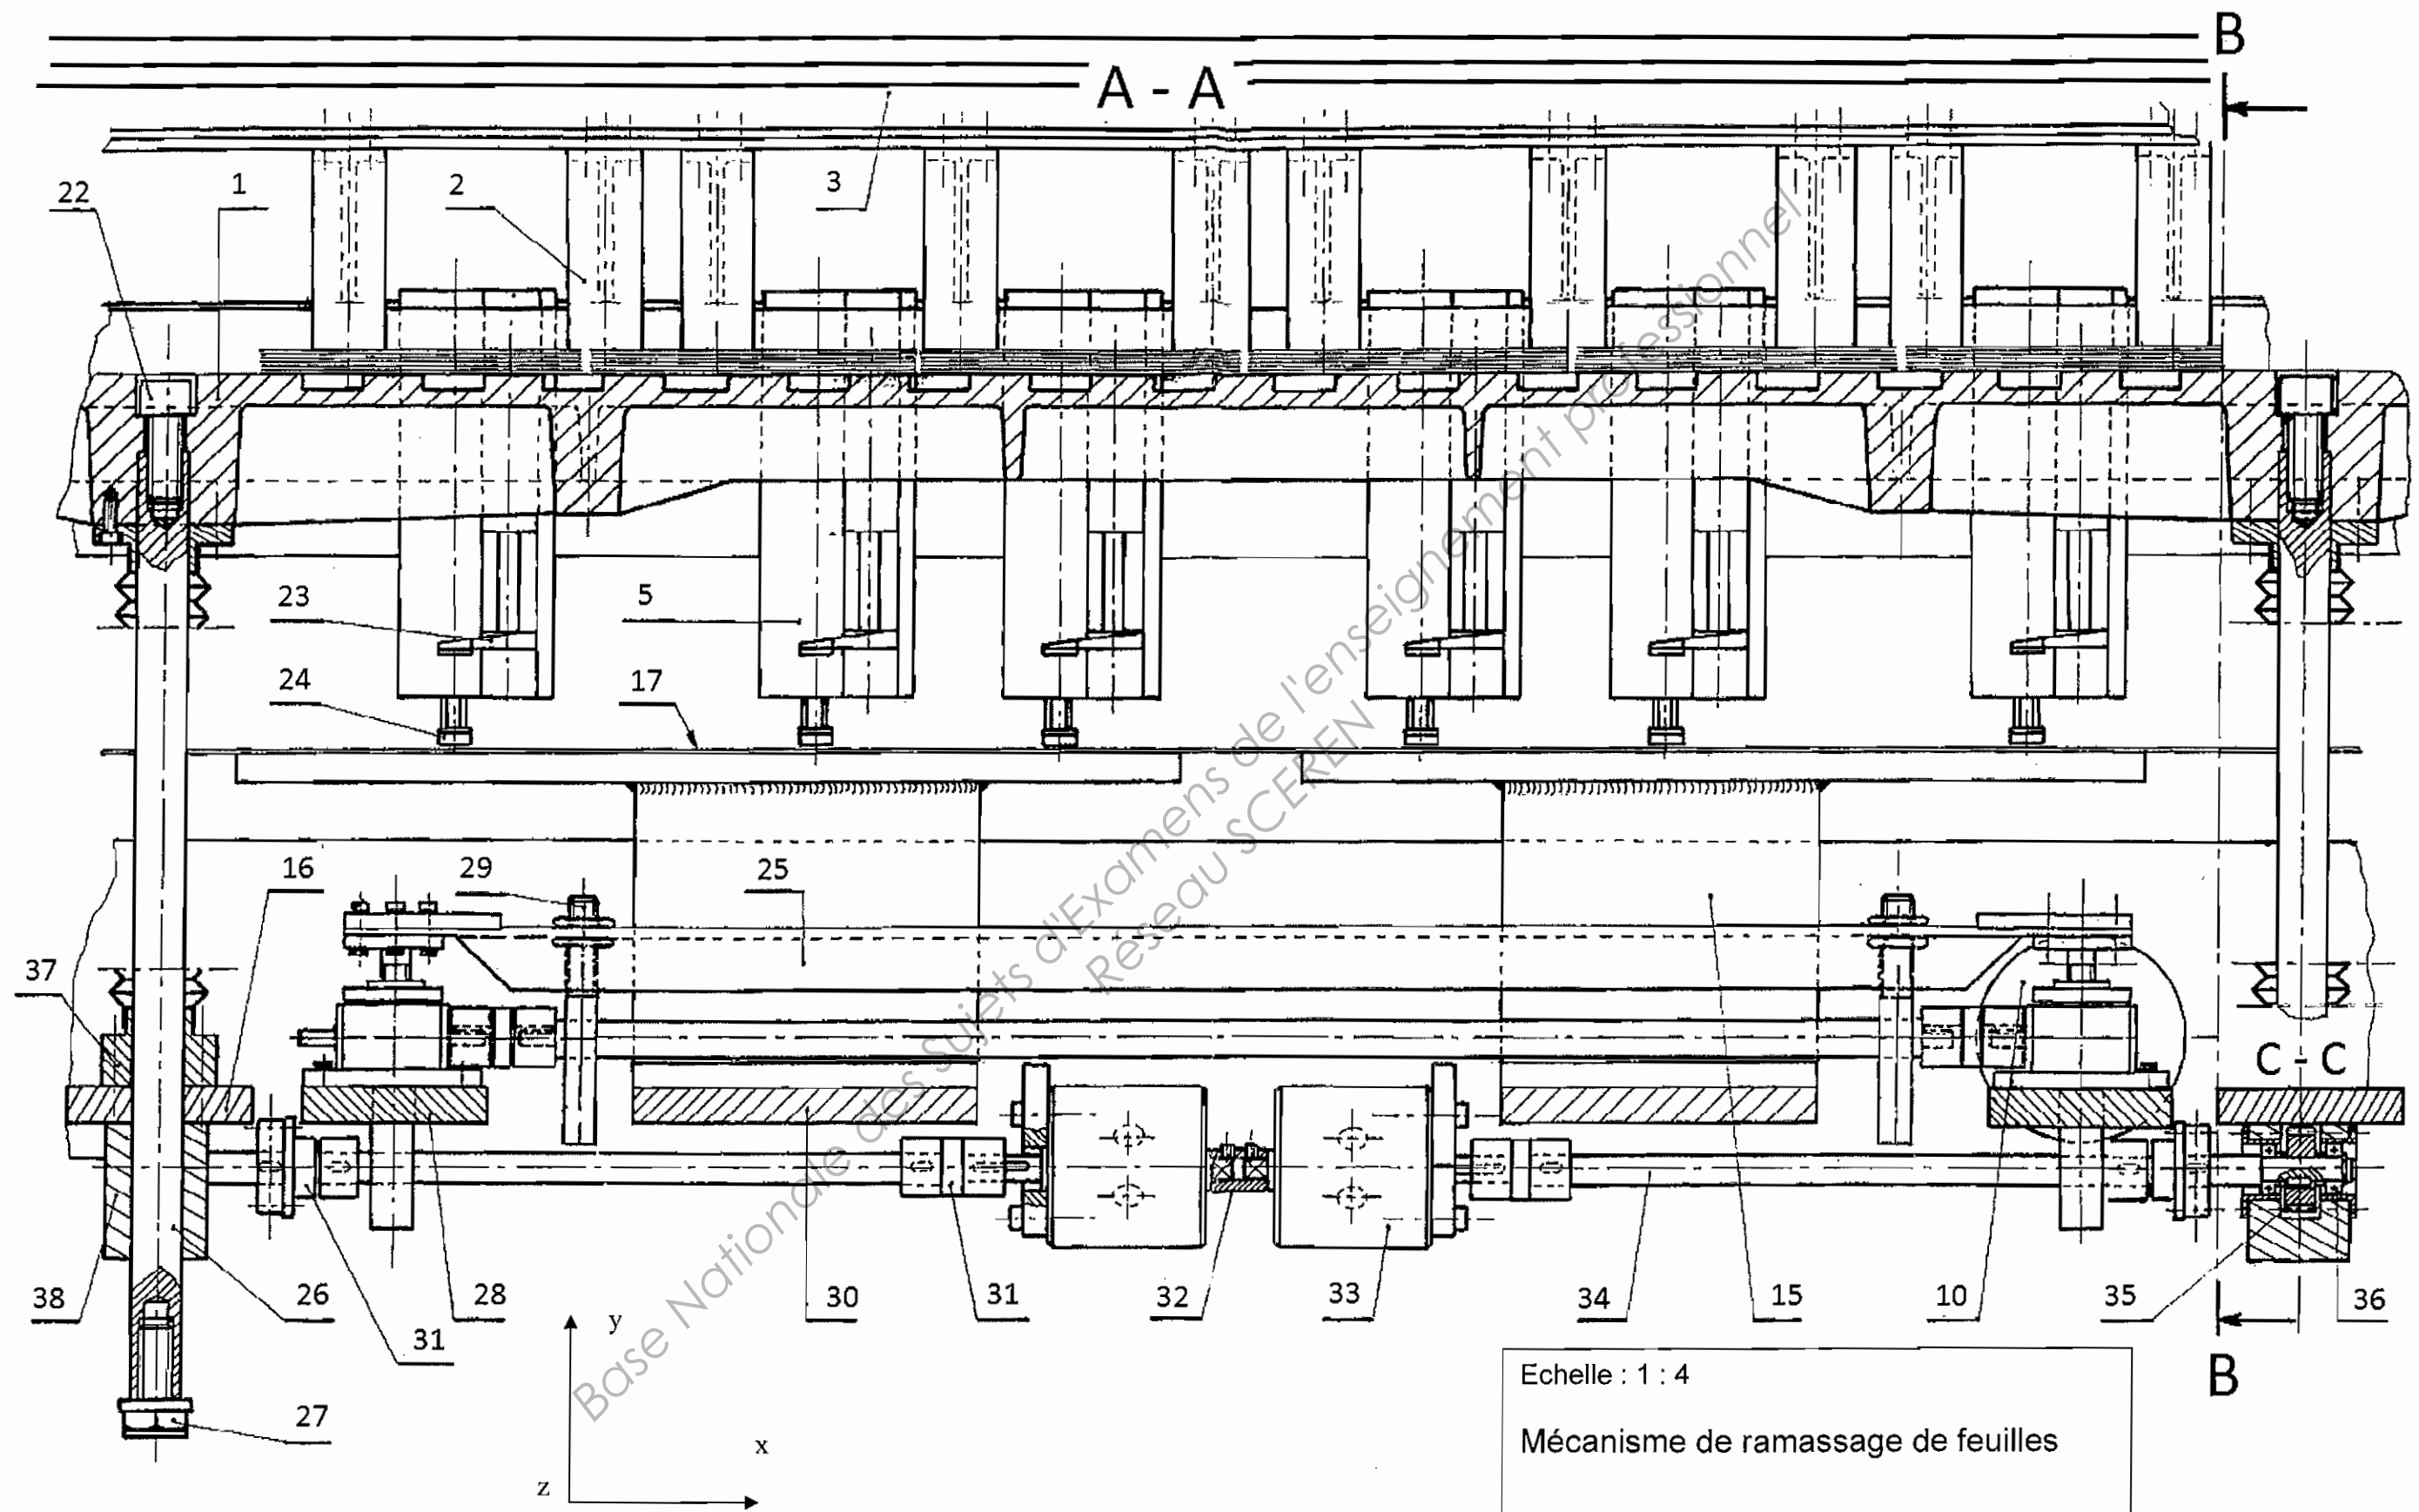 B
A - A
22
1
2
3
23
5
24
17
16
29
25
37
C - C
38
26
28
30
31
32
33
34
15
10
35
36
31
B
27
y
x
z
Echelle : 1 : 4
Mécanisme de ramassage de feuilles
Base Nationale des Sujets d'Examens de l'enseignement professionnel
Réseau SCEREN